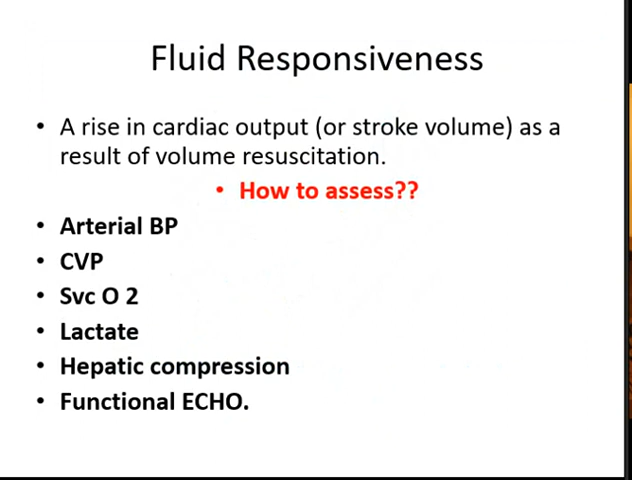 Fluid Responsiveness
• A rise in cardiac output (or stroke volume) as a
result of volume resuscitation.
• How to assess??
• Arterial BP
• CVP
• Svc O 2
• Lactate
• Hepatic compression
• Functional ECHO.